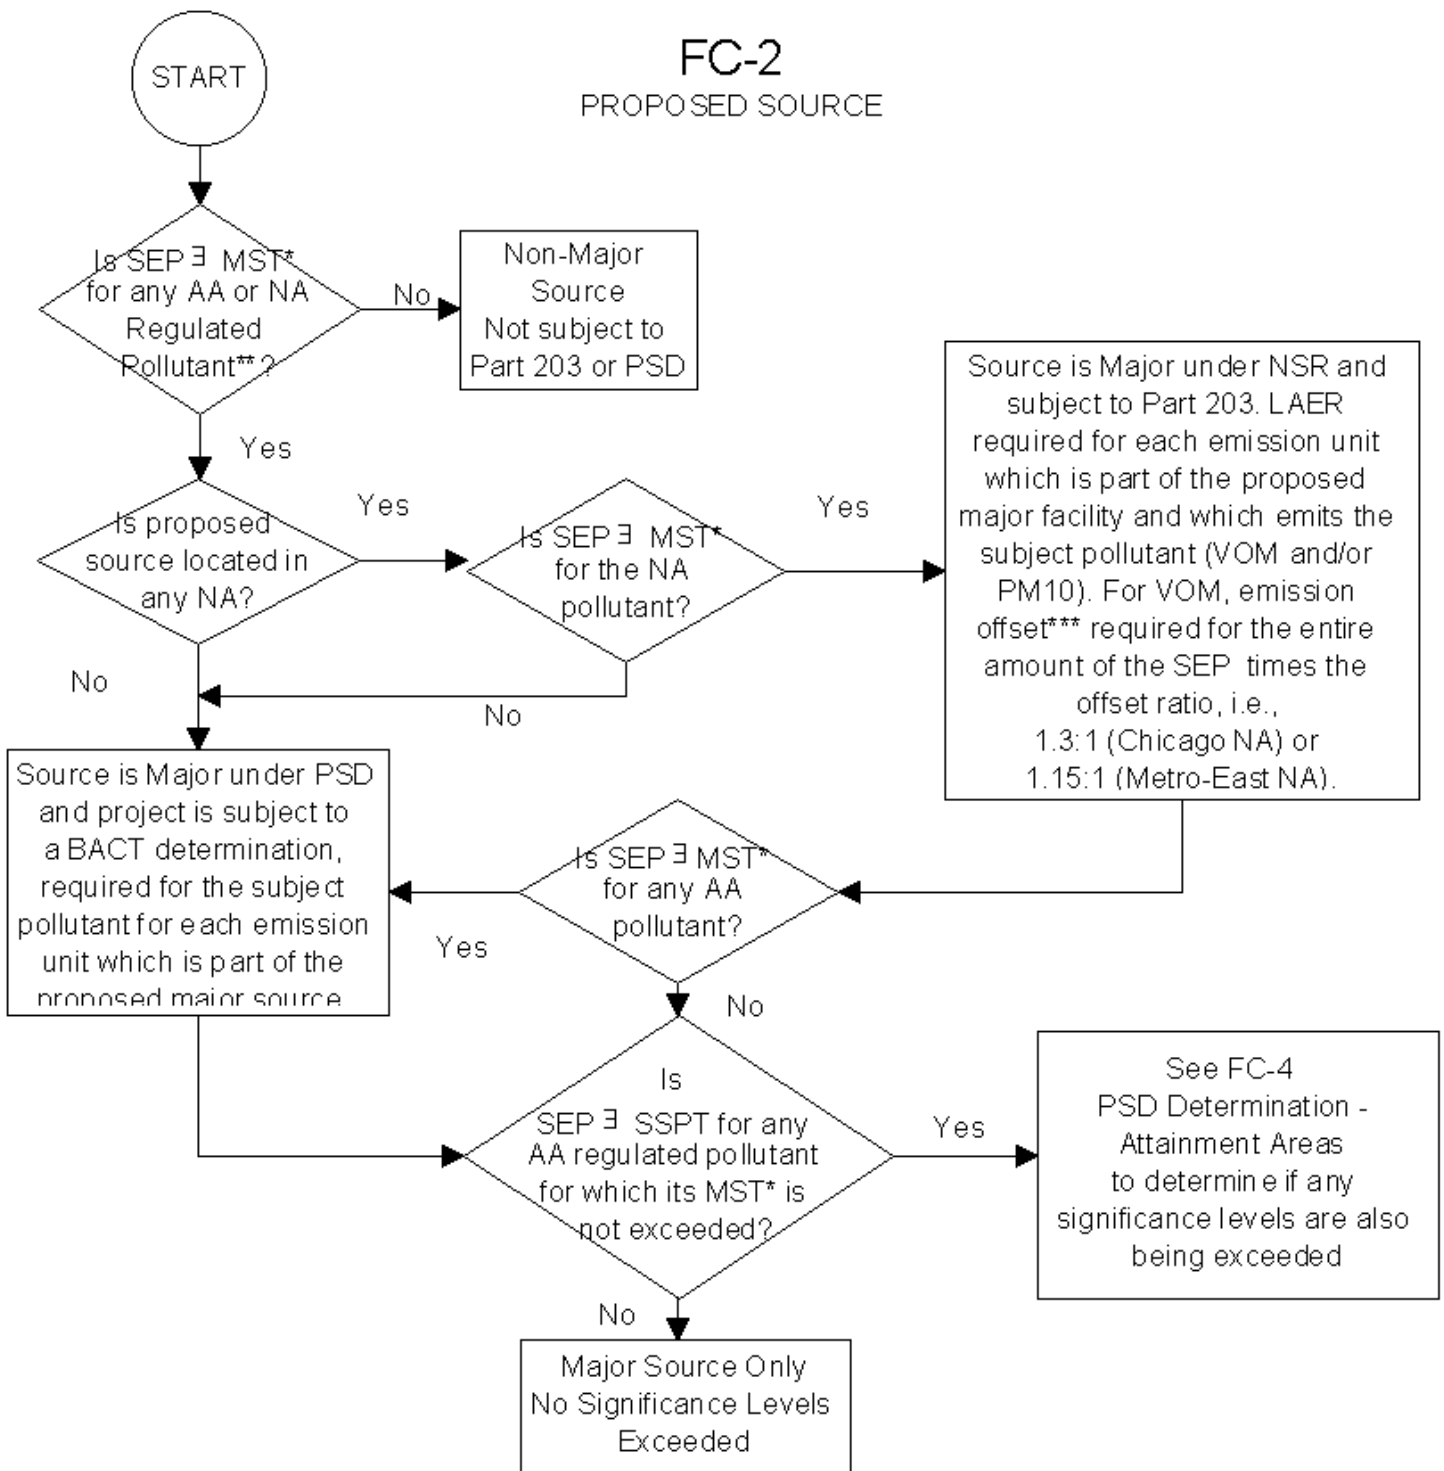 START
FC-2
PROPOSED SOURCE
Is SEP ∃ MST*
for any AA or NA
Regulated
Pollutant**?
No
Non-Major
Source
Not subject to
Part 203 or PSD
Yes
Is proposed
source located in
any NA?
Yes
Is SEP ∃ MST*
for the NA
pollutant?
Yes
Source is Major under NSR and
subject to Part 203. LAER
required for each emission unit
which is part of the proposed
major facility and which emits the
subject pollutant (VOM and/or
PM10). For VOM, emission
offset*** required for the entire
amount of the SEP times the
offset ratio, i.e.,
1.3:1 (Chicago NA) or
1.15:1 (Metro-East NA).
No
No
Source is Major under PSD
and project is subject to
a BACT determination,
required for the subject
pollutant for each emission
unit which is part of the
proposed major source
Is SEP ∃ MST*
for any AA
pollutant?
Yes
No
Is
SEP ∃ SSPT for any
AA regulated pollutant
for which its MST* is
not exceeded?
Yes
See FC-4
PSD Determination -
Attainment Areas
to determine if any
significance levels are also
being exceeded
No
Major Source Only
No Significance Levels
Exceeded